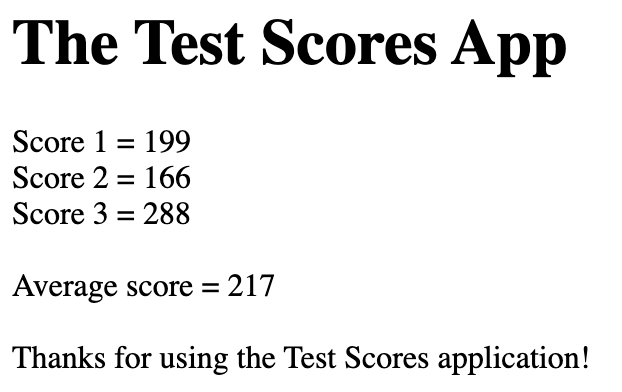 The Test Scores App
Score 1 = 199
Score 2 = 166
Score 3 = 288
Average score = 217
Thanks for using the Test Scores application!